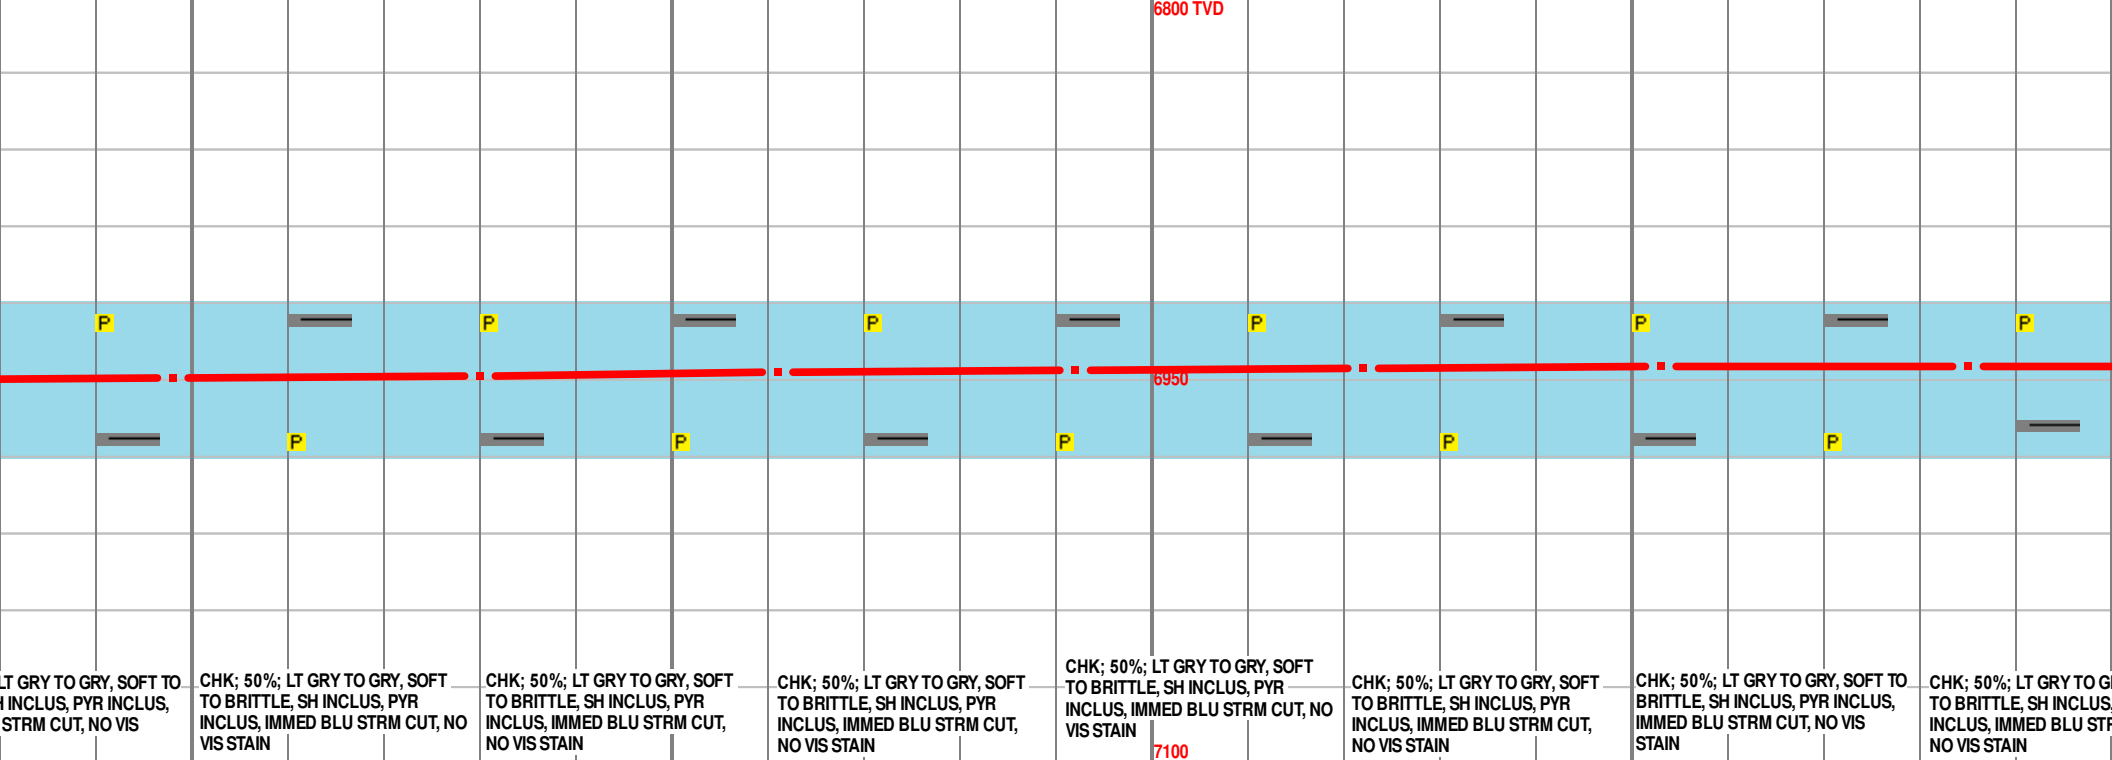 6800 TVD
P
P
P
P
P
P
6950
P
P
P
P
P
LT GRY TO GRY, SOFT TO
H INCLUS, PYR INCLUS,
STRM CUT, NO VIS
CHK; 50%; LT GRY TO GRY, SOFT
TO BRITTLE, SH INCLUS, PYR
INCLUS, IMMED BLU STRM CUT, NO
VIS STAIN
CHK; 50%; LT GRY TO GRY, SOFT
TO BRITTLE, SH INCLUS, PYR
INCLUS, IMMED BLU STRM CUT,
NO VIS STAIN
CHK; 50%; LT GRY TO GRY, SOFT
TO BRITTLE, SH INCLUS, PYR
INCLUS, IMMED BLU STRM CUT,
NO VIS STAIN
CHK; 50%; LT GRY TO GRY, SOFT
TO BRITTLE, SH INCLUS, PYR
INCLUS, IMMED BLU STRM CUT, NO
VIS STAIN
CHK; 50%; LT GRY TO GRY, SOFT
TO BRITTLE, SH INCLUS, PYR
INCLUS, IMMED BLU STRM CUT,
NO VIS STAIN
CHK; 50%; LT GRY TO GRY, SOFT TO
BRITTLE, SH INCLUS, PYR INCLUS,
IMMED BLU STRM CUT, NO VIS
STAIN
CHK; 50%; LT GRY TO G
TO BRITTLE, SH INCLUS,
INCLUS, IMMED BLU STR
NO VIS STAIN
7100